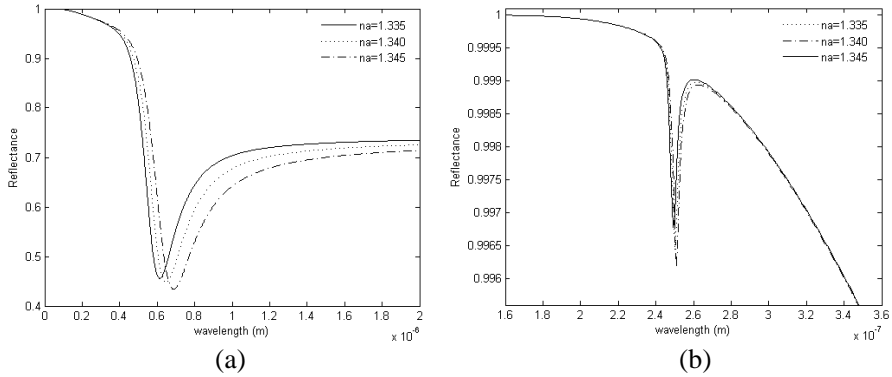 1
0.9
0.8
0.7
0.6
0.5
0.4
Reflectance
na=1.335
na=1.340
na=1.345
0 0.2 0.4 0.6 0.8 1 1.2 1.4 1.6 1.8 2
wavelength (m)
x 10⁻⁶
(a)
1
0.9995
0.999
0.9985
0.998
0.9975
0.997
0.9965
0.996
Reflectance
na=1.335
na=1.340
na=1.345
1.6 1.8 2 2.2 2.4 2.6 2.8 3 3.2 3.4 3.6
wavelength (m)
x 10⁻⁷
(b)